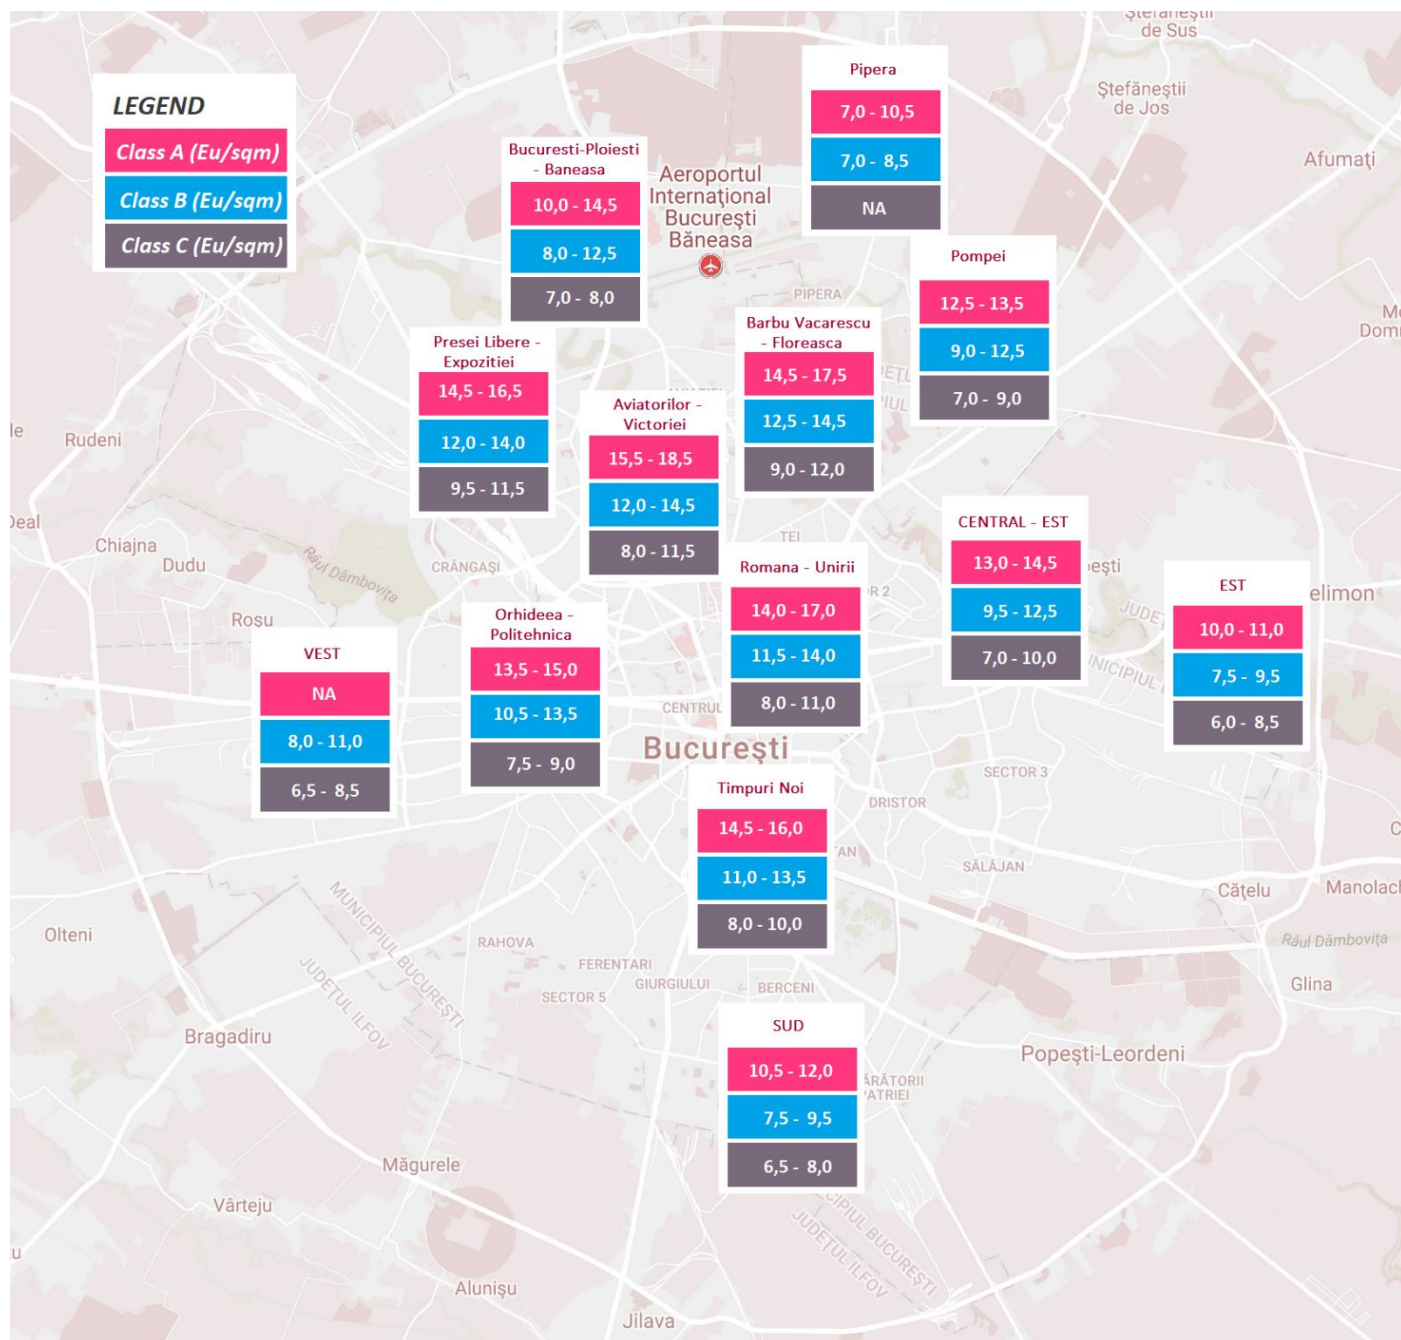 Ștefăneștii
de Sus
LEGEND
Class A (Eu/sqm)
Class B (Eu/sqm)
Class C (Eu/sqm)
Pipera
7,0 - 10,5
7,0 - 8,5
NA
Ștefăneștii
de Jos
Afumați
Bucuresti-Ploiesti
- Baneasa
10,0 - 14,5
8,0 - 12,5
7,0 - 8,0
Aeroportul
Internațional
București
Băneasa
PIPERA
Pompei
12,5 - 13,5
9,0 - 12,5
7,0 - 9,0
Presei Libere -
Expozitiei
14,5 - 16,5
12,0 - 14,0
9,5 - 11,5
Barbu Vacarescu
- Floreasca
14,5 - 17,5
12,5 - 14,5
9,0 - 12,0
Aviatorilor -
Victoriei
15,5 - 18,5
12,0 - 14,5
8,0 - 11,5
Rudeni
Deal
Chiajna
Dudu
Roșu
Râul Dâmbovița
CRÂNGAȘI
TEI
CENTRAL - EST
13,0 - 14,5
9,5 - 12,5
7,0 - 10,0
EST
10,0 - 11,0
7,5 - 9,5
6,0 - 8,5
elimon
Romana - Unirii
14,0 - 17,0
11,5 - 14,0
8,0 - 11,0
Orhideea -
Politehnica
13,5 - 15,0
10,5 - 13,5
7,5 - 9,0
VEST
NA
8,0 - 11,0
6,5 - 8,5
CENTRUL
București
SECTOR 3
DRISTOR
SĂLĂJAN
Timpuri Noi
14,5 - 16,0
11,0 - 13,5
8,0 - 10,0
Cățelu
Manolach
Râul Dâmbovița
Glina
Olteni
MUNICIPIUL BUCUREȘTI
JUDEȚUL ILFOV
RAHOVA
FERENTARI
GIURGIULUI
SECTOR 5
BERCENI
Bragadiru
Popești-Leordeni
SUD
10,5 - 12,0
7,5 - 9,5
6,5 - 8,0
Măgurele
Vârteju
Alunișu
Jilava
CIPIUL BUCUREȘTI
JUDEȚUL ILFOV